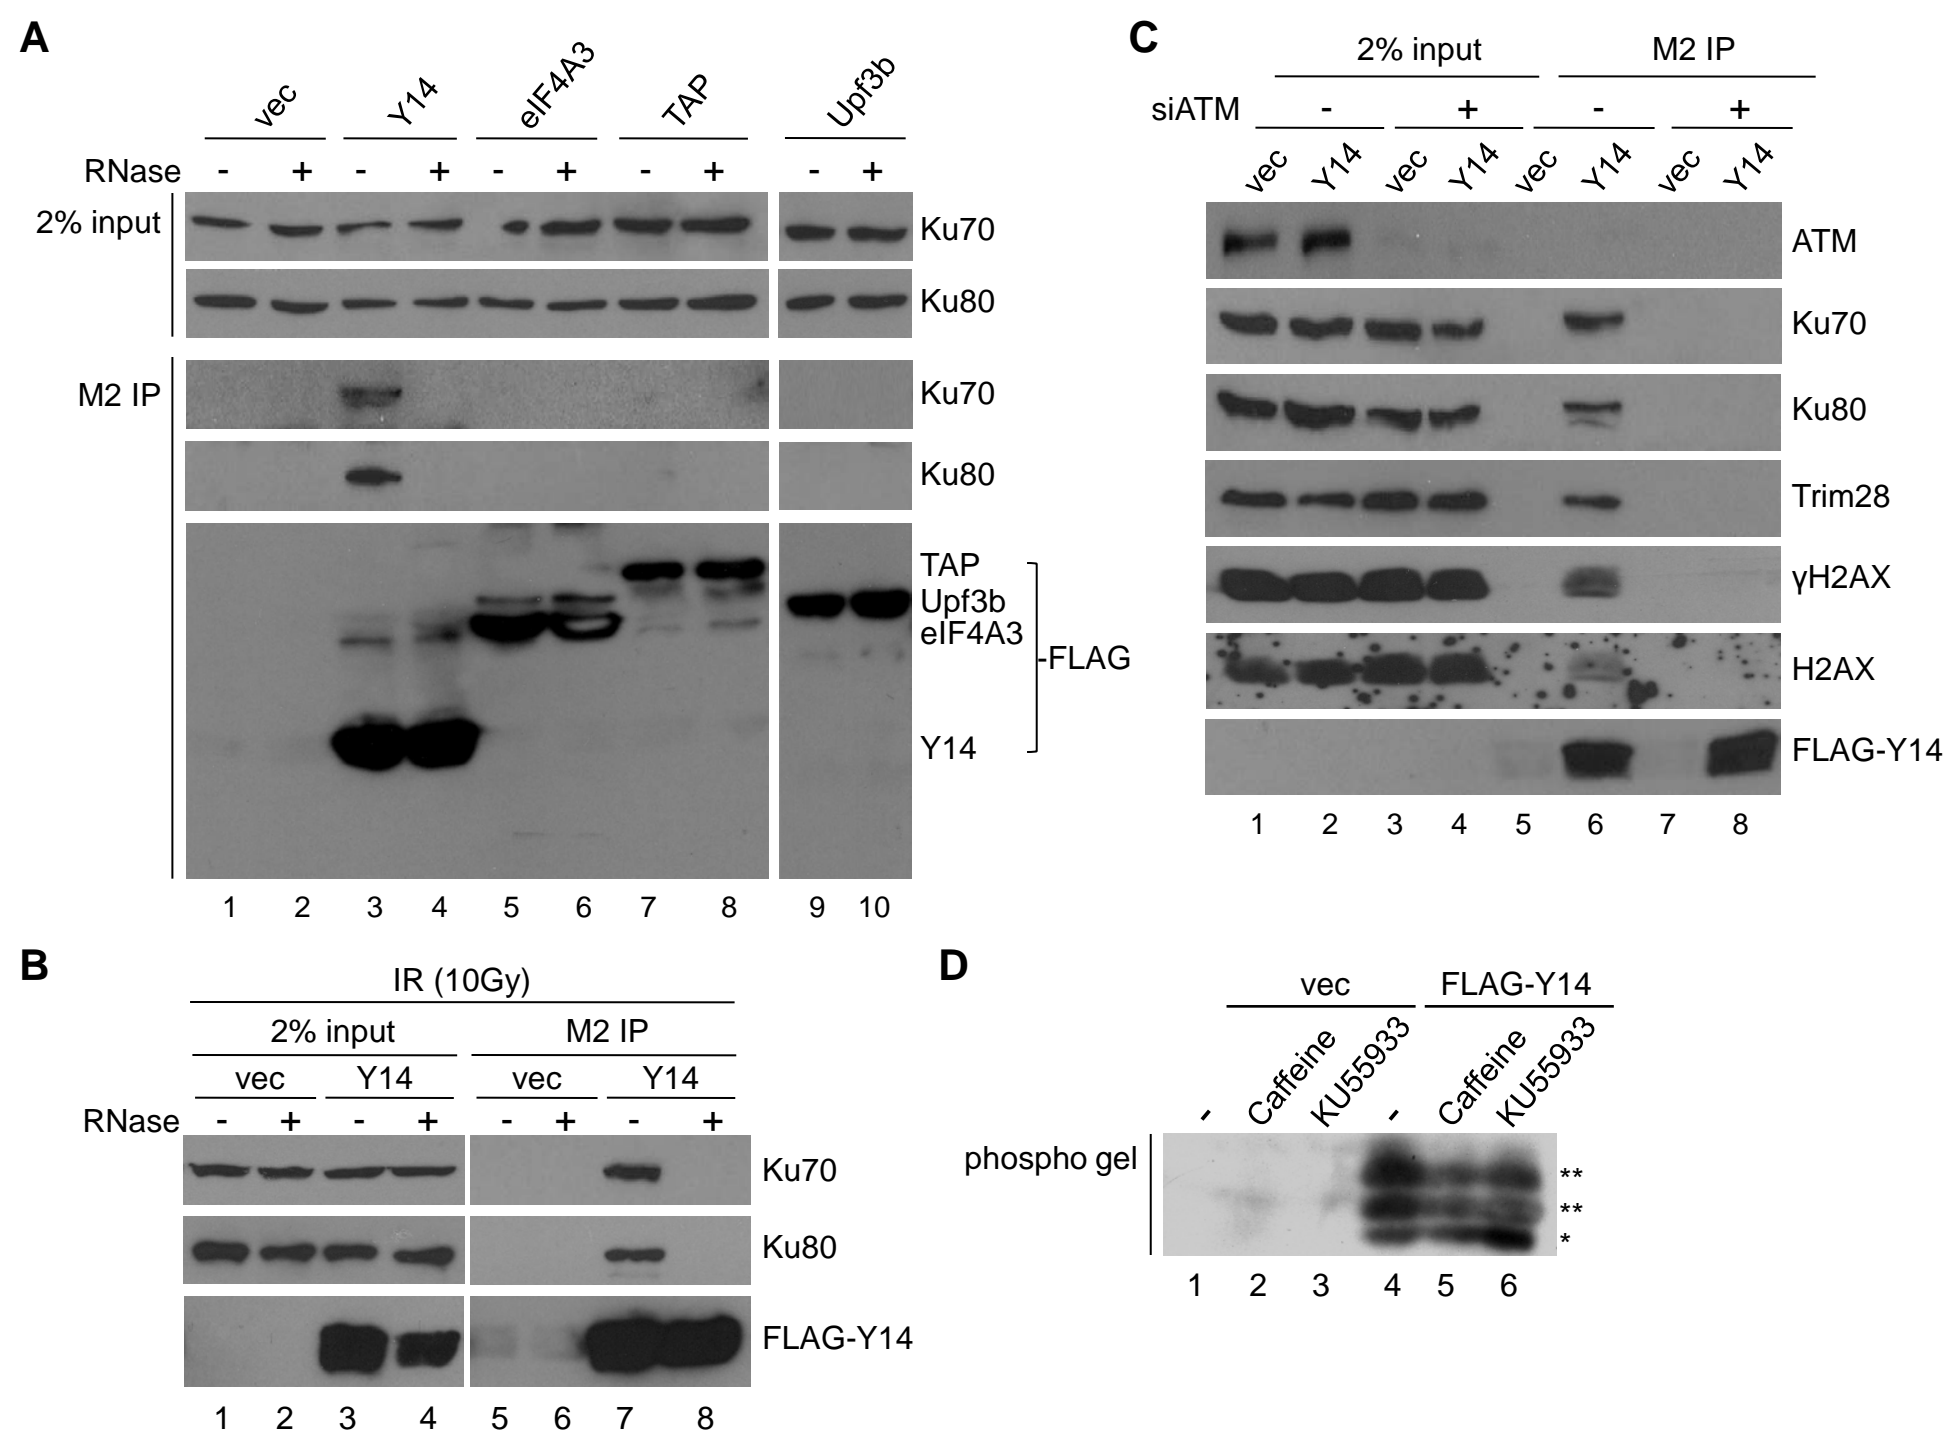 A
vec Y14 eIF4A3 TAP Upf3b
RNase - + - + - + - + - +
2% input Ku70
Ku80
M2 IP Ku70
Ku80
TAP
Upf3b
eIF4A3
-FLAG
Y14
1 2 3 4 5 6 7 8 9 10
B
IR (10Gy)
2% input M2 IP
vec Y14 vec Y14
RNase - + - + - + - +
Ku70
Ku80
FLAG-Y14
1 2 3 4 5 6 7 8
C
2% input M2 IP
siATM - + - +
vec Y14 vec Y14 vec Y14 vec Y14
ATM
Ku70
Ku80
Trim28
γH2AX
H2AX
FLAG-Y14
1 2 3 4 5 6 7 8
D
vec FLAG-Y14
- Caffeine KU55933 - Caffeine KU55933
phospho gel **
**
*
1 2 3 4 5 6